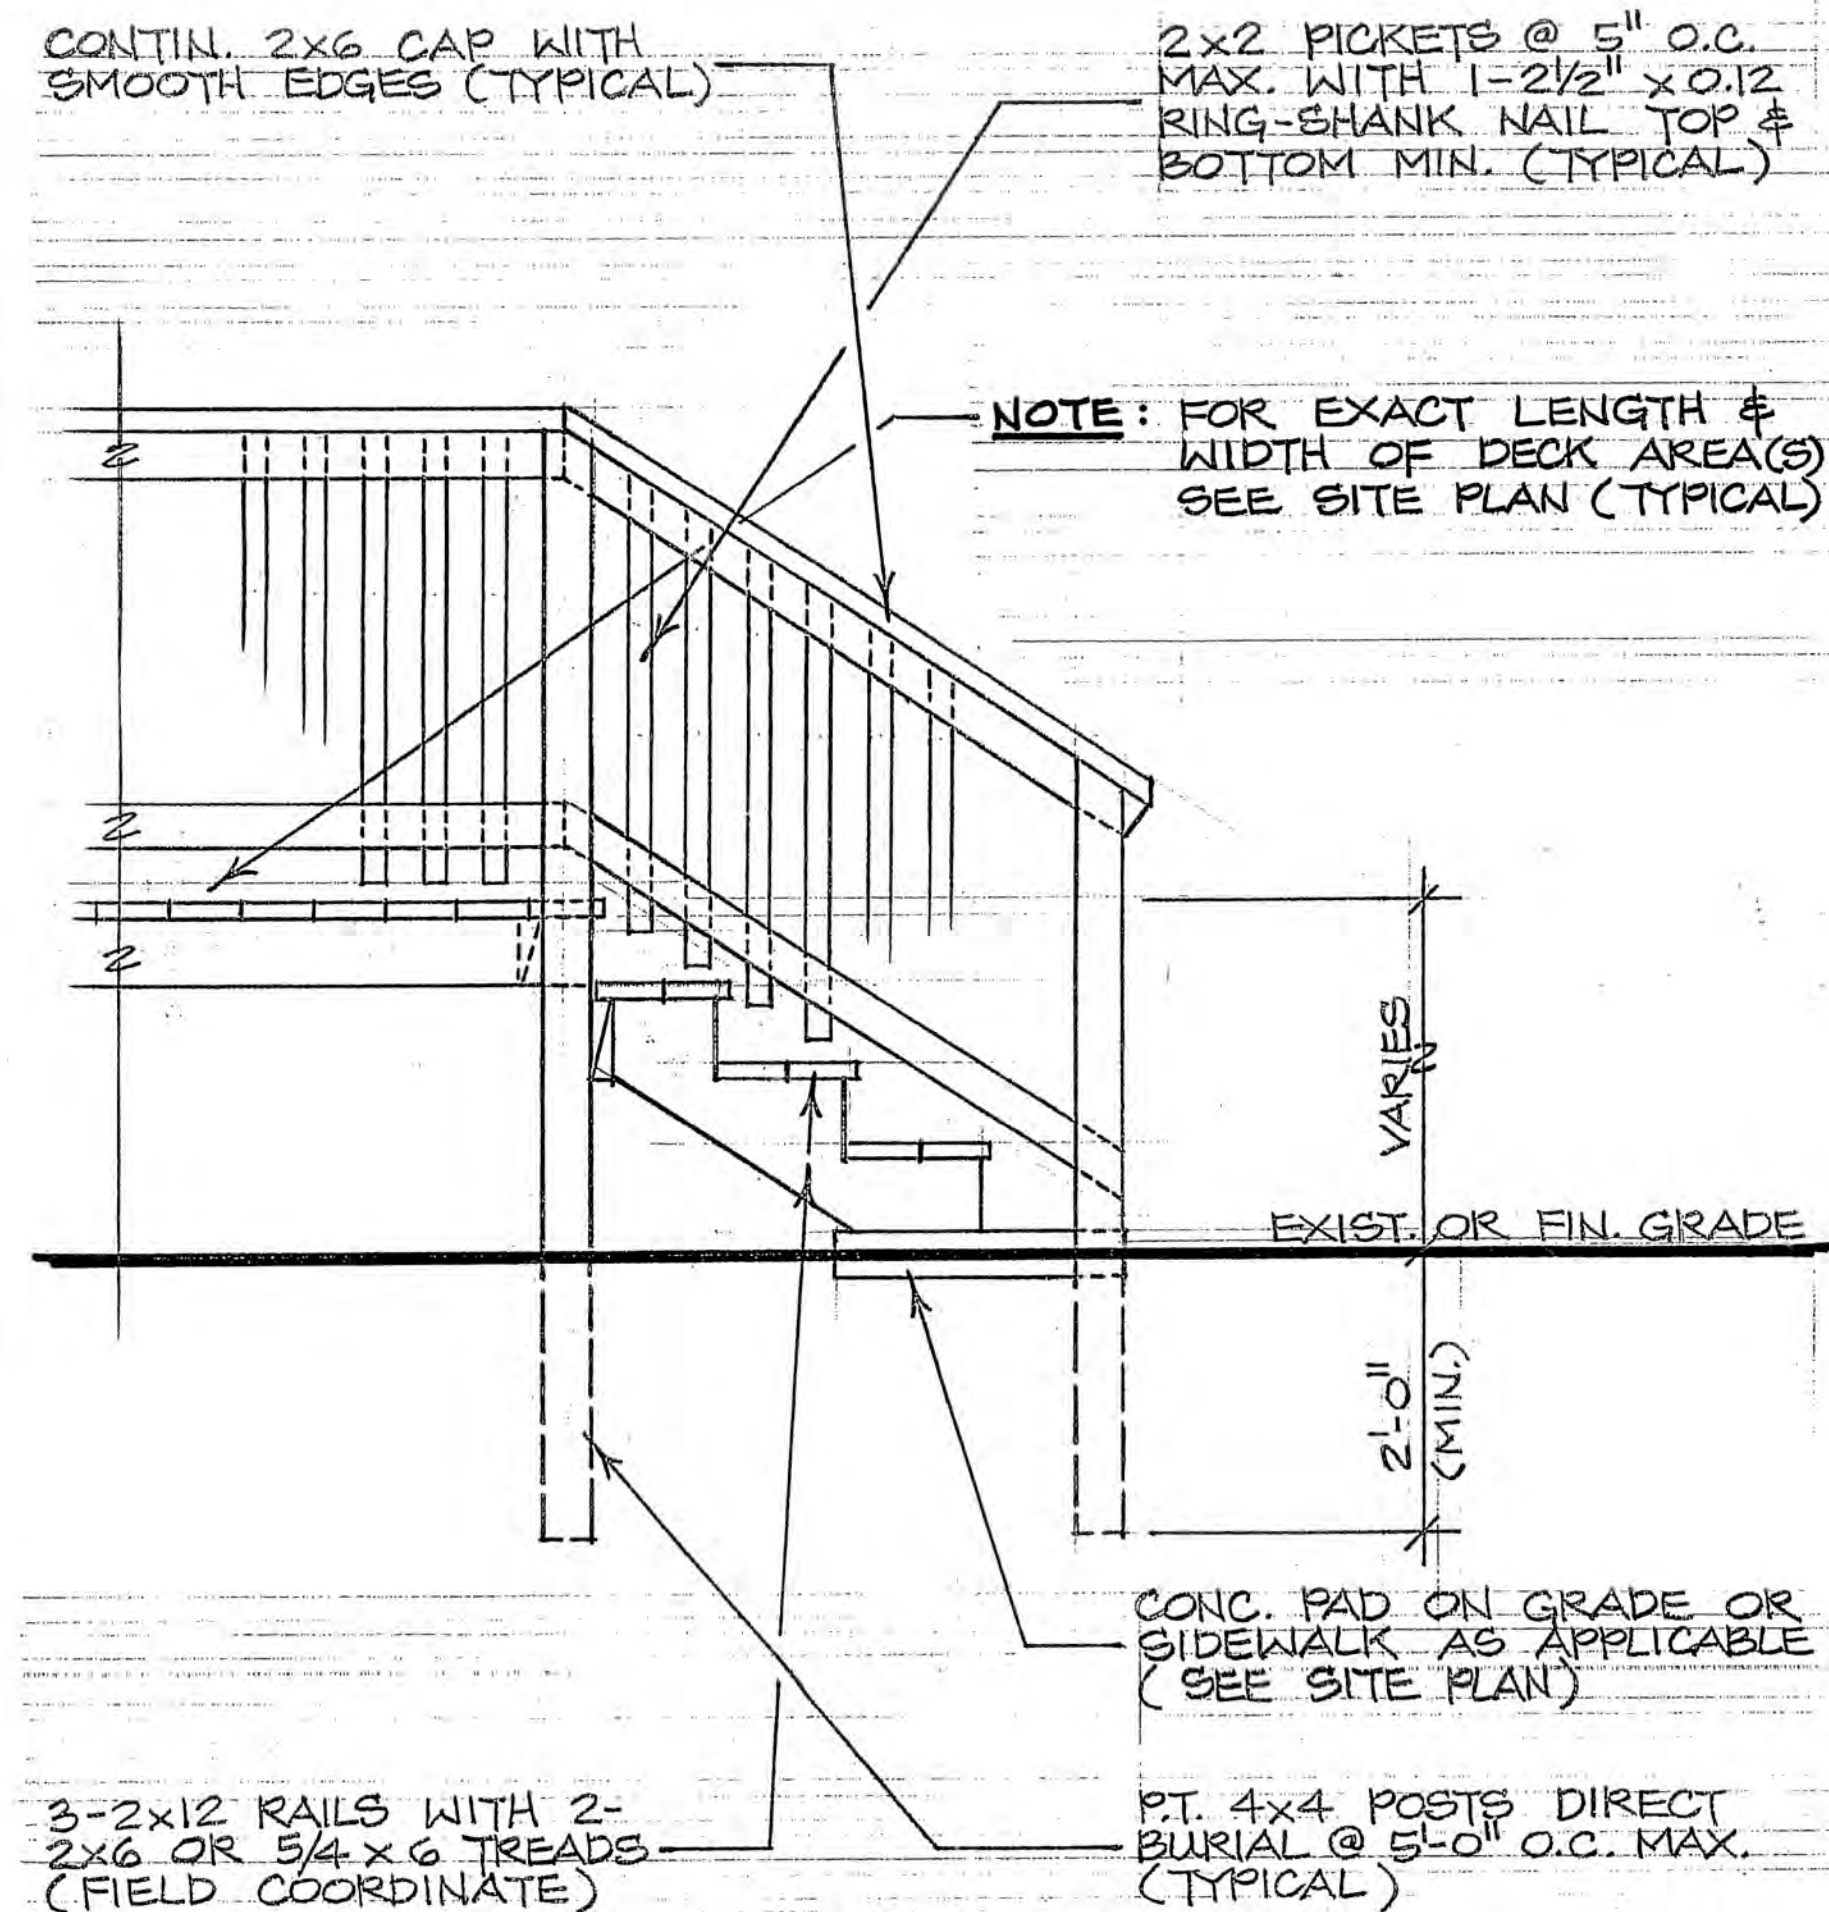 CONTIN. 2x6 CAP WITH
SMOOTH EDGES (TYPICAL)
2x2 PICKETS @ 5" O.C.
MAX. WITH 1-2½" x 0.12
RING-SHANK NAIL TOP &
BOTTOM MIN. (TYPICAL)
NOTE: FOR EXACT LENGTH &
WIDTH OF DECK AREA(S)
SEE SITE PLAN (TYPICAL)
VARIES
EXIST. OR FIN. GRADE
2'-0"
(MIN.)
CONC. PAD ON GRADE OR
SIDEWALK AS APPLICABLE
(SEE SITE PLAN)
3-2x12 RAILS WITH 2-
2x6 OR 5/4 x 6 TREADS
(FIELD COORDINATE)
P.T. 4x4 POSTS DIRECT
BURIAL @ 5'-0" O.C. MAX.
(TYPICAL)